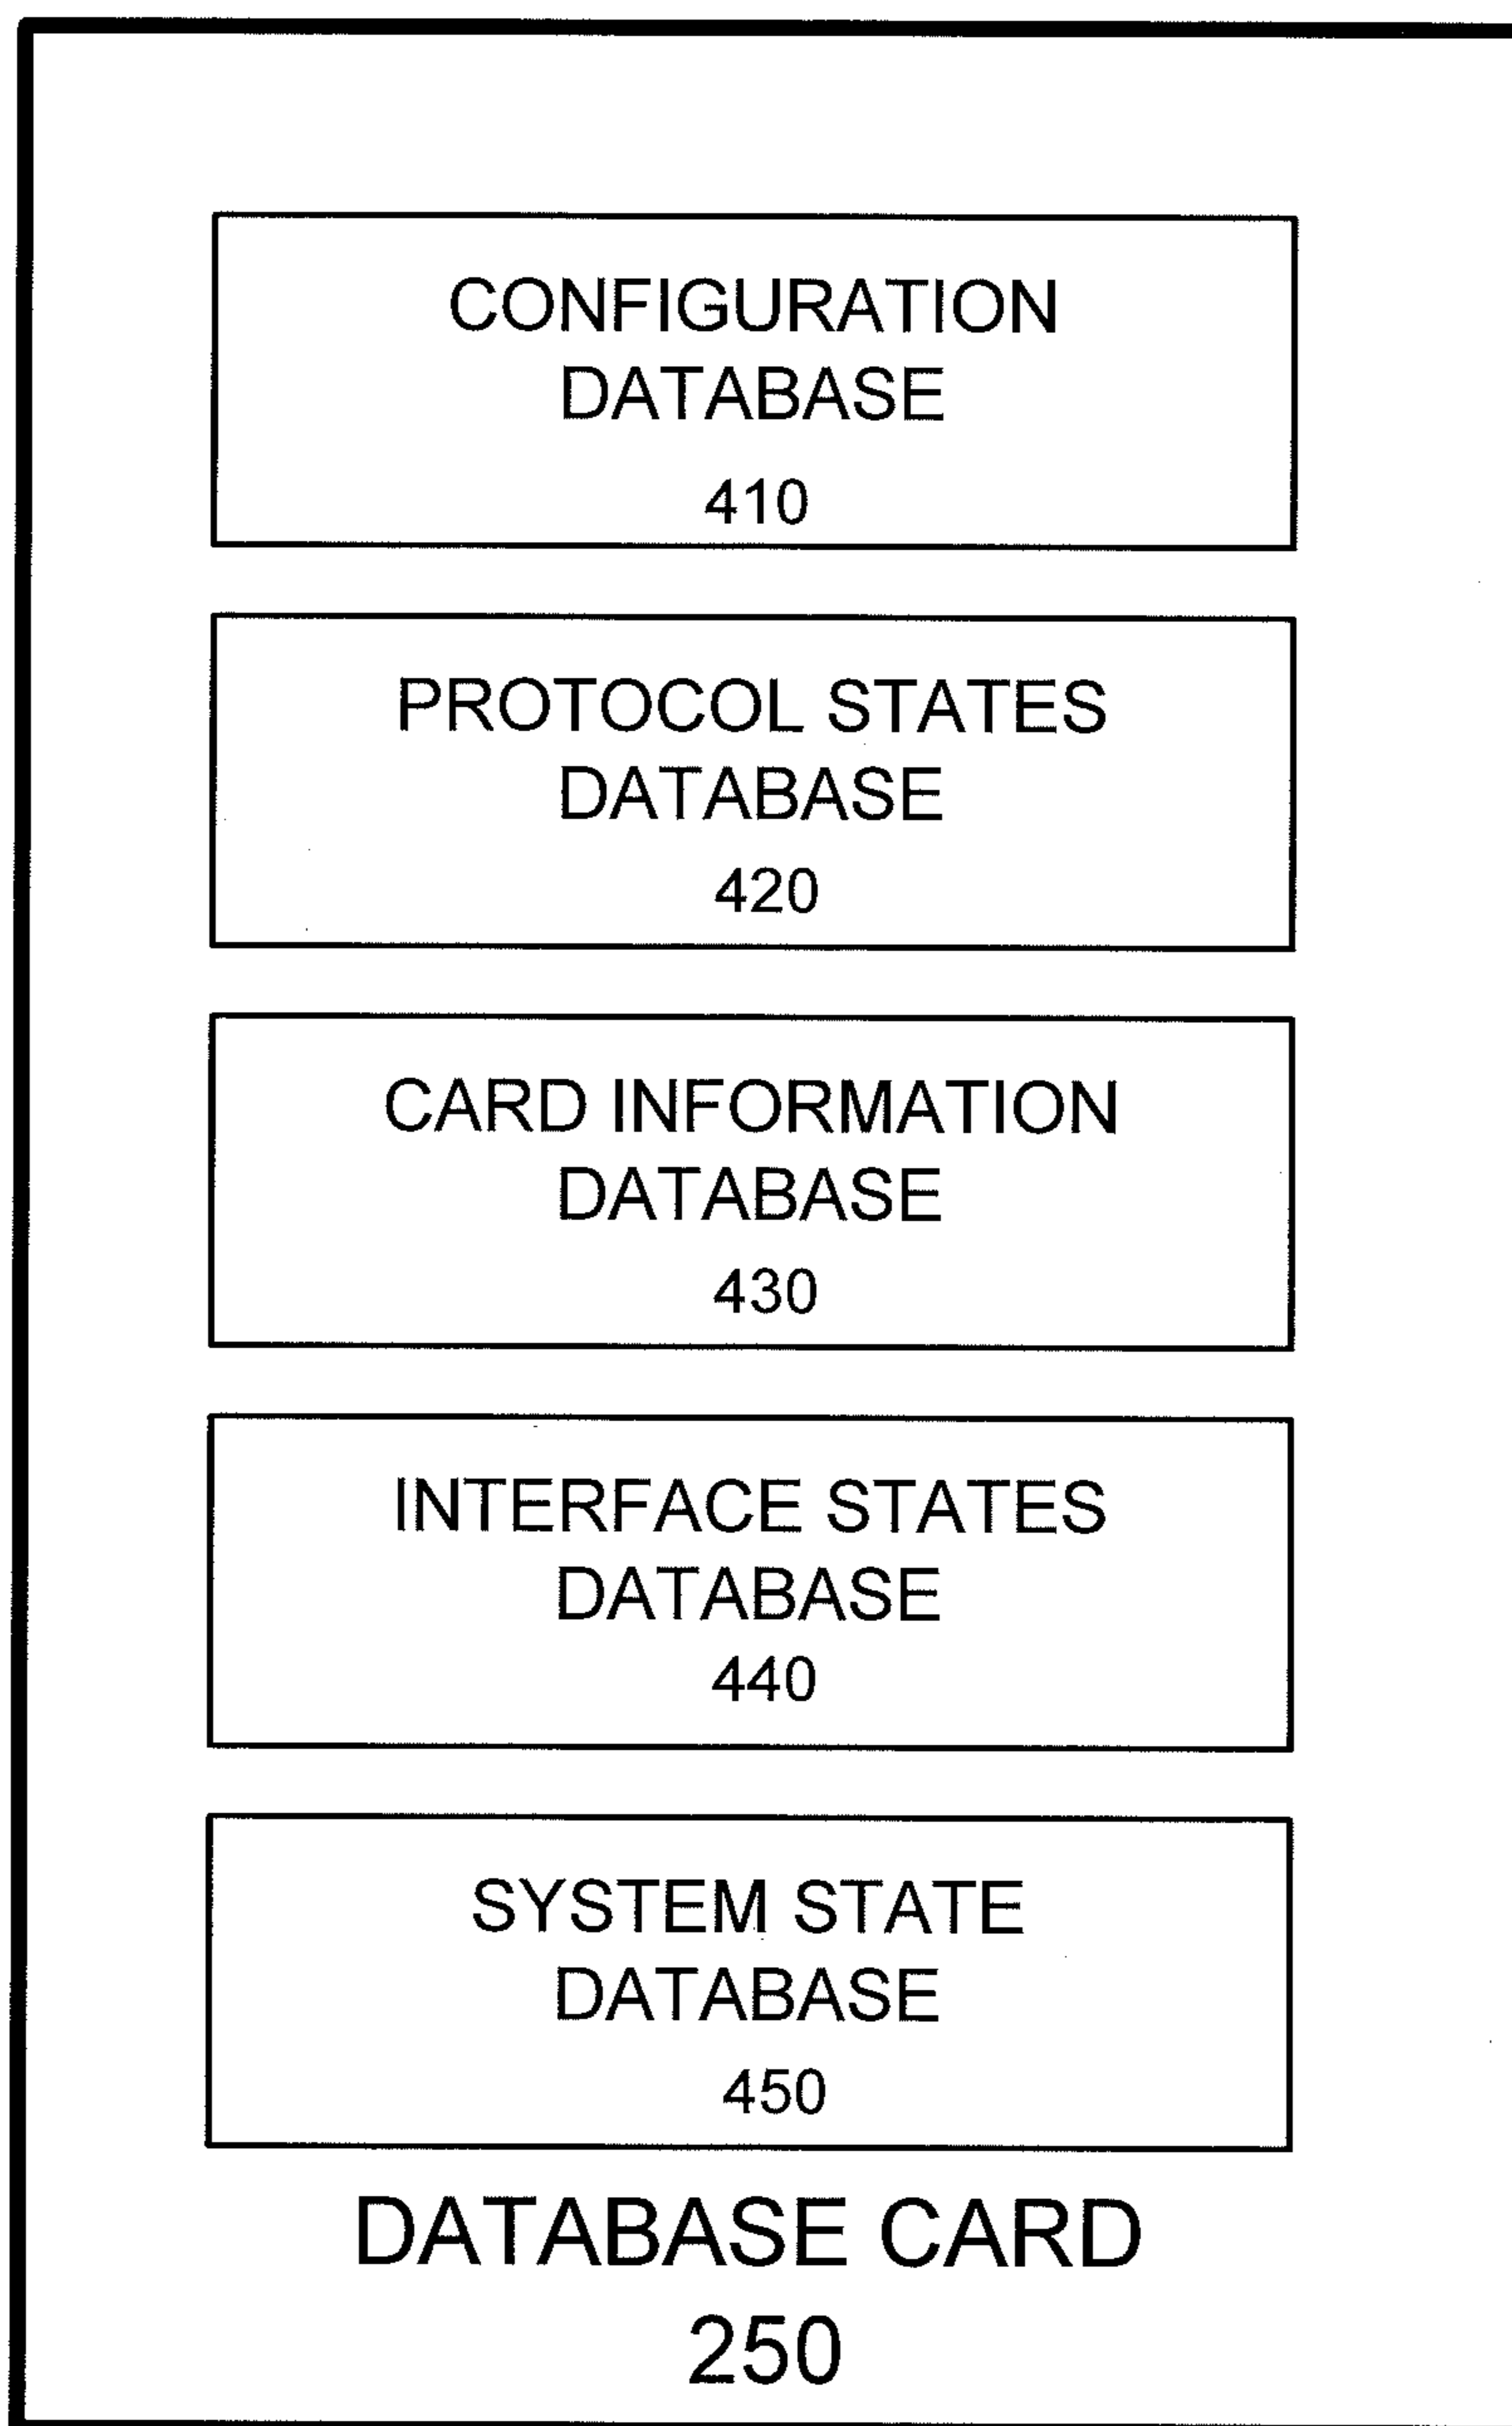 CONFIGURATION
DATABASE
410
PROTOCOL STATES
DATABASE
420
CARD INFORMATION
DATABASE
430
INTERFACE STATES
DATABASE
440
SYSTEM STATE
DATABASE
450
DATABASE CARD
250